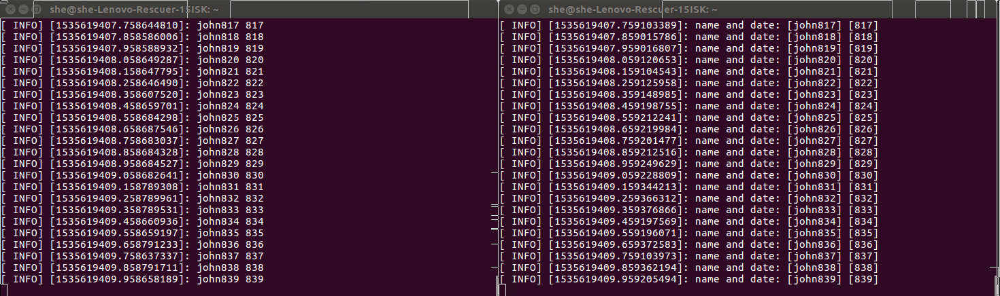 she@she-Lenovo-Rescuer-15ISK: ~
[ INFO] [1535619407.758644810]: john817 817
[ INFO] [1535619407.858586006]: john818 818
[ INFO] [1535619407.958588932]: john819 819
[ INFO] [1535619408.058649287]: john820 820
[ INFO] [1535619408.158647795]: john821 821
[ INFO] [1535619408.258646490]: john822 822
[ INFO] [1535619408.358607520]: john823 823
[ INFO] [1535619408.458659701]: john824 824
[ INFO] [1535619408.558684298]: john825 825
[ INFO] [1535619408.658687546]: john826 826
[ INFO] [1535619408.758683037]: john827 827
[ INFO] [1535619408.858684328]: john828 828
[ INFO] [1535619408.958684527]: john829 829
[ INFO] [1535619409.058682641]: john830 830
[ INFO] [1535619409.158789308]: john831 831
[ INFO] [1535619409.258789961]: john832 832
[ INFO] [1535619409.358789531]: john833 833
[ INFO] [1535619409.458660936]: john834 834
[ INFO] [1535619409.558659197]: john835 835
[ INFO] [1535619409.658791233]: john836 836
[ INFO] [1535619409.758637337]: john837 837
[ INFO] [1535619409.858791711]: john838 838
[ INFO] [1535619409.958658189]: john839 839
she@she-Lenovo-Rescuer-15ISK: ~
[ INFO] [1535619407.759103389]: name and date: [john817] [817]
[ INFO] [1535619407.859015786]: name and date: [john818] [818]
[ INFO] [1535619407.959016807]: name and date: [john819] [819]
[ INFO] [1535619408.059120653]: name and date: [john820] [820]
[ INFO] [1535619408.159104543]: name and date: [john821] [821]
[ INFO] [1535619408.259125958]: name and date: [john822] [822]
[ INFO] [1535619408.359148985]: name and date: [john823] [823]
[ INFO] [1535619408.459198755]: name and date: [john824] [824]
[ INFO] [1535619408.559212241]: name and date: [john825] [825]
[ INFO] [1535619408.659219984]: name and date: [john826] [826]
[ INFO] [1535619408.759201477]: name and date: [john827] [827]
[ INFO] [1535619408.859212516]: name and date: [john828] [828]
[ INFO] [1535619408.959249629]: name and date: [john829] [829]
[ INFO] [1535619409.059228809]: name and date: [john830] [830]
[ INFO] [1535619409.159344213]: name and date: [john831] [831]
[ INFO] [1535619409.259366312]: name and date: [john832] [832]
[ INFO] [1535619409.359376866]: name and date: [john833] [833]
[ INFO] [1535619409.459197569]: name and date: [john834] [834]
[ INFO] [1535619409.559196071]: name and date: [john835] [835]
[ INFO] [1535619409.659372583]: name and date: [john836] [836]
[ INFO] [1535619409.759103973]: name and date: [john837] [837]
[ INFO] [1535619409.859362194]: name and date: [john838] [838]
[ INFO] [1535619409.959205494]: name and date: [john839] [839]